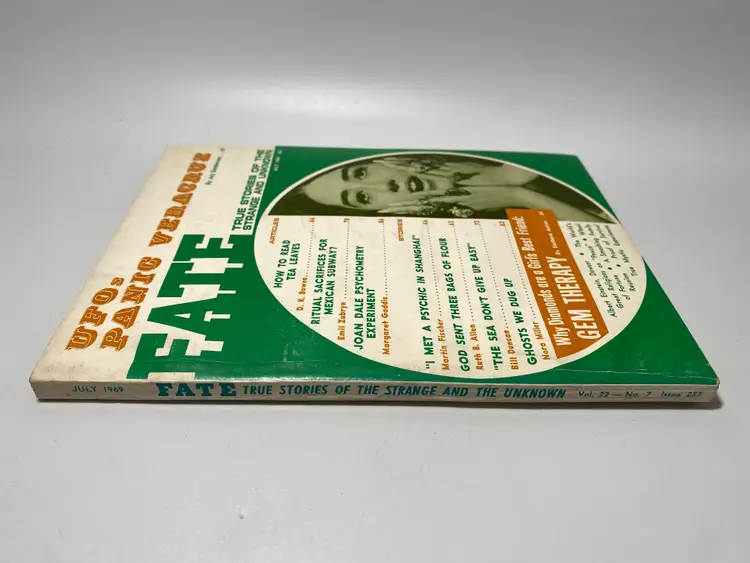 UFOs
PANIC VERACRUZ
FATE
TRUE STORIES OF THE
STRANGE AND UNKNOWN
ARTICLES
HOW TO READ
TEA LEAVES
D. K. Bowen
RITUAL SACRIFICES FOR
MEXICAN SUBWAY?
Emil Zubryn
JOAN DALE PSYCHOMETRY
EXPERIMENT
Margaret Gaddis
STORIES
"I MET A PSYCHIC IN SHANGHAI"
Martin Fischer
GOD SENT THREE BAGS OF FLOUR
Ruth B. Allen
"THE SEA DON'T GIVE UP EASY"
Bill Duncan
GHOSTS WE DUG UP
Nora Miller
Why Diamonds are a Girl's Best Friend:
GEM THERAPY
JULY 1969 FATE TRUE STORIES OF THE STRANGE AND THE UNKNOWN Vol. 22 — No. 7 Issue 232